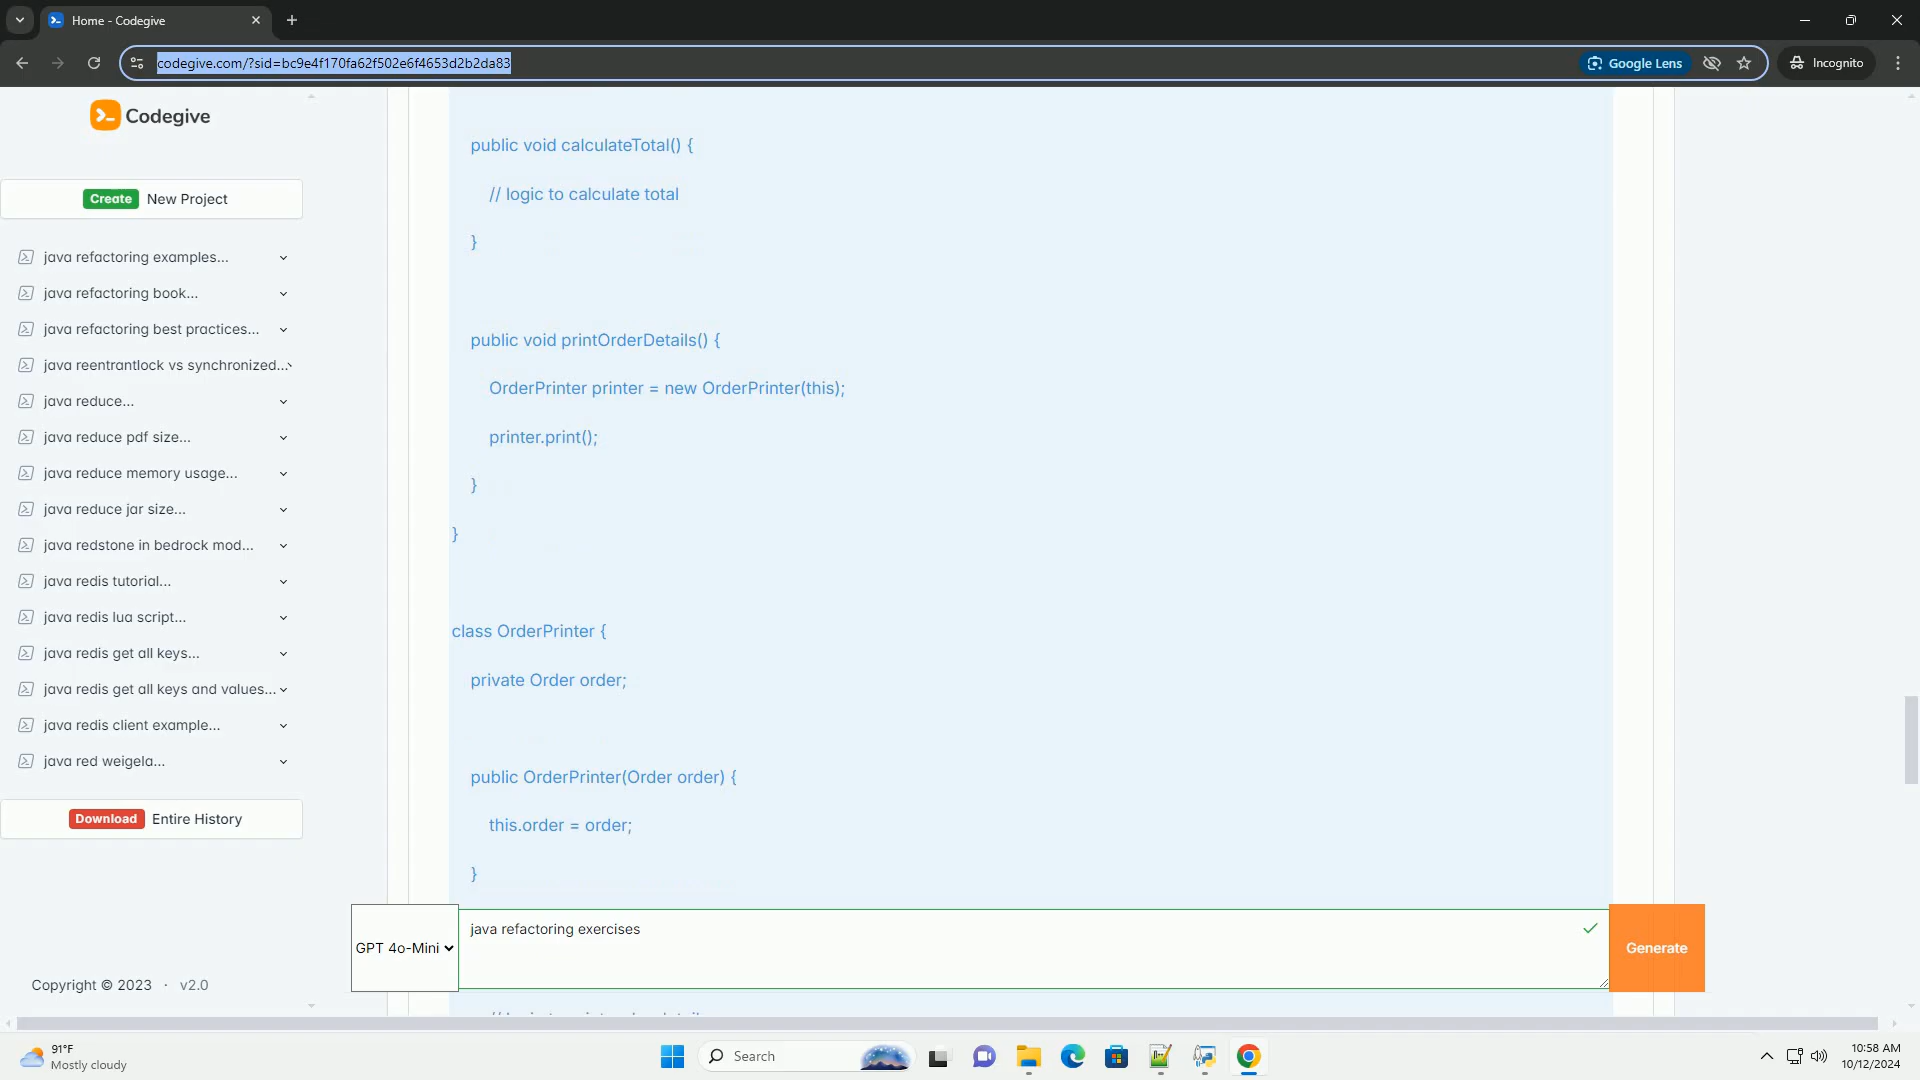 Home - Codegive
codegive.com/?sid=bc9e4f170fa62f502e6f4653d2b2da83
Google Lens
Incognito
Codegive
Create New Project
java refactoring examples...
java refactoring book...
java refactoring best practices...
java reentrantlock vs synchronized...
java reduce...
java reduce pdf size...
java reduce memory usage...
java reduce jar size...
java redstone in bedrock mod...
java redis tutorial...
java redis lua script...
java redis get all keys...
java redis get all keys and values...
java redis client example...
java red weigela...
Download Entire History
Copyright © 2023 · v2.0
public void calculateTotal() {
// logic to calculate total
}
public void printOrderDetails() {
OrderPrinter printer = new OrderPrinter(this);
printer.print();
}
}
class OrderPrinter {
private Order order;
public OrderPrinter(Order order) {
this.order = order;
}
GPT 4o-Mini
java refactoring exercises
Generate
91°F
Mostly cloudy
Search
10:58 AM
10/12/2024